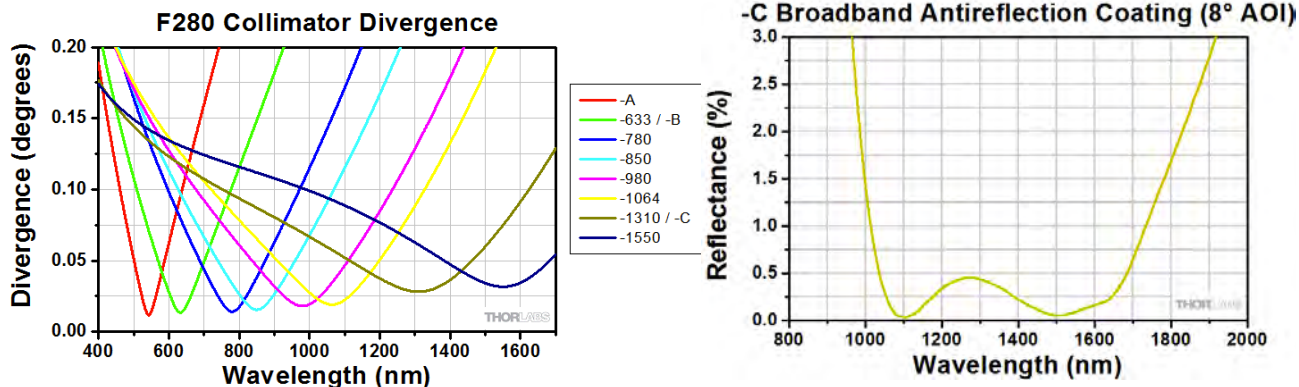 F280 Collimator Divergence
Divergence (degrees)
0.20
0.15
0.10
0.05
0.00
400 600 800 1000 1200 1400 1600
Wavelength (nm)
THORLABS
-A
-633 / -B
-780
-850
-980
-1064
-1310 / -C
-1550
-C Broadband Antireflection Coating (8° AOI)
Reflectance (%)
3.0
2.5
2.0
1.5
1.0
0.5
0.0
800 1000 1200 1400 1600 1800 2000
Wavelength (nm)
THORLABS